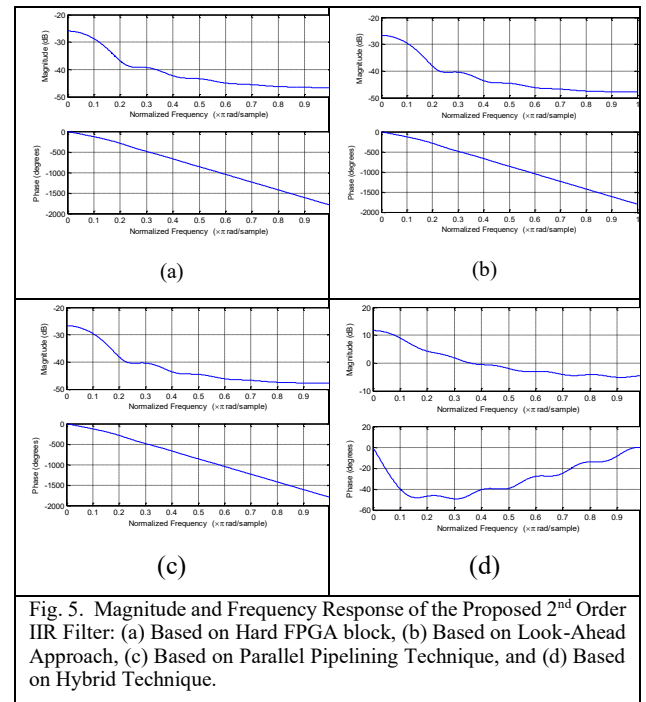 -20
-30
-40
-50
Magnitude (dB)
0 0.1 0.2 0.3 0.4 0.5 0.6 0.7 0.8 0.9
Normalized Frequency (×π rad/sample)
0
-500
-1000
-1500
-2000
Phase (degrees)
0 0.1 0.2 0.3 0.4 0.5 0.6 0.7 0.8 0.9
Normalized Frequency (×π rad/sample)
(a)
-20
-30
-40
-50
Magnitude (dB)
0 0.1 0.2 0.3 0.4 0.5 0.6 0.7 0.8 0.9 1
Normalized Frequency (×π rad/sample)
0
-500
-1000
-1500
-2000
Phase (degrees)
0 0.1 0.2 0.3 0.4 0.5 0.6 0.7 0.8 0.9 1
Normalized Frequency (×π rad/sample)
(b)
-20
-30
-40
-50
Magnitude (dB)
0 0.1 0.2 0.3 0.4 0.5 0.6 0.7 0.8 0.9
Normalized Frequency (×π rad/sample)
0
-500
-1000
-1500
-2000
Phase (degrees)
0 0.1 0.2 0.3 0.4 0.5 0.6 0.7 0.8 0.9
Normalized Frequency (×π rad/sample)
(c)
20
10
0
-10
Magnitude (dB)
0 0.1 0.2 0.3 0.4 0.5 0.6 0.7 0.8 0.9
Normalized Frequency (×π rad/sample)
20
0
-20
-40
-60
Phase (degrees)
0 0.1 0.2 0.3 0.4 0.5 0.6 0.7 0.8 0.9
Normalized Frequency (×π rad/sample)
(d)
Fig. 5. Magnitude and Frequency Response of the Proposed 2nd Order
IIR Filter: (a) Based on Hard FPGA block, (b) Based on Look-Ahead
Approach, (c) Based on Parallel Pipelining Technique, and (d) Based
on Hybrid Technique.